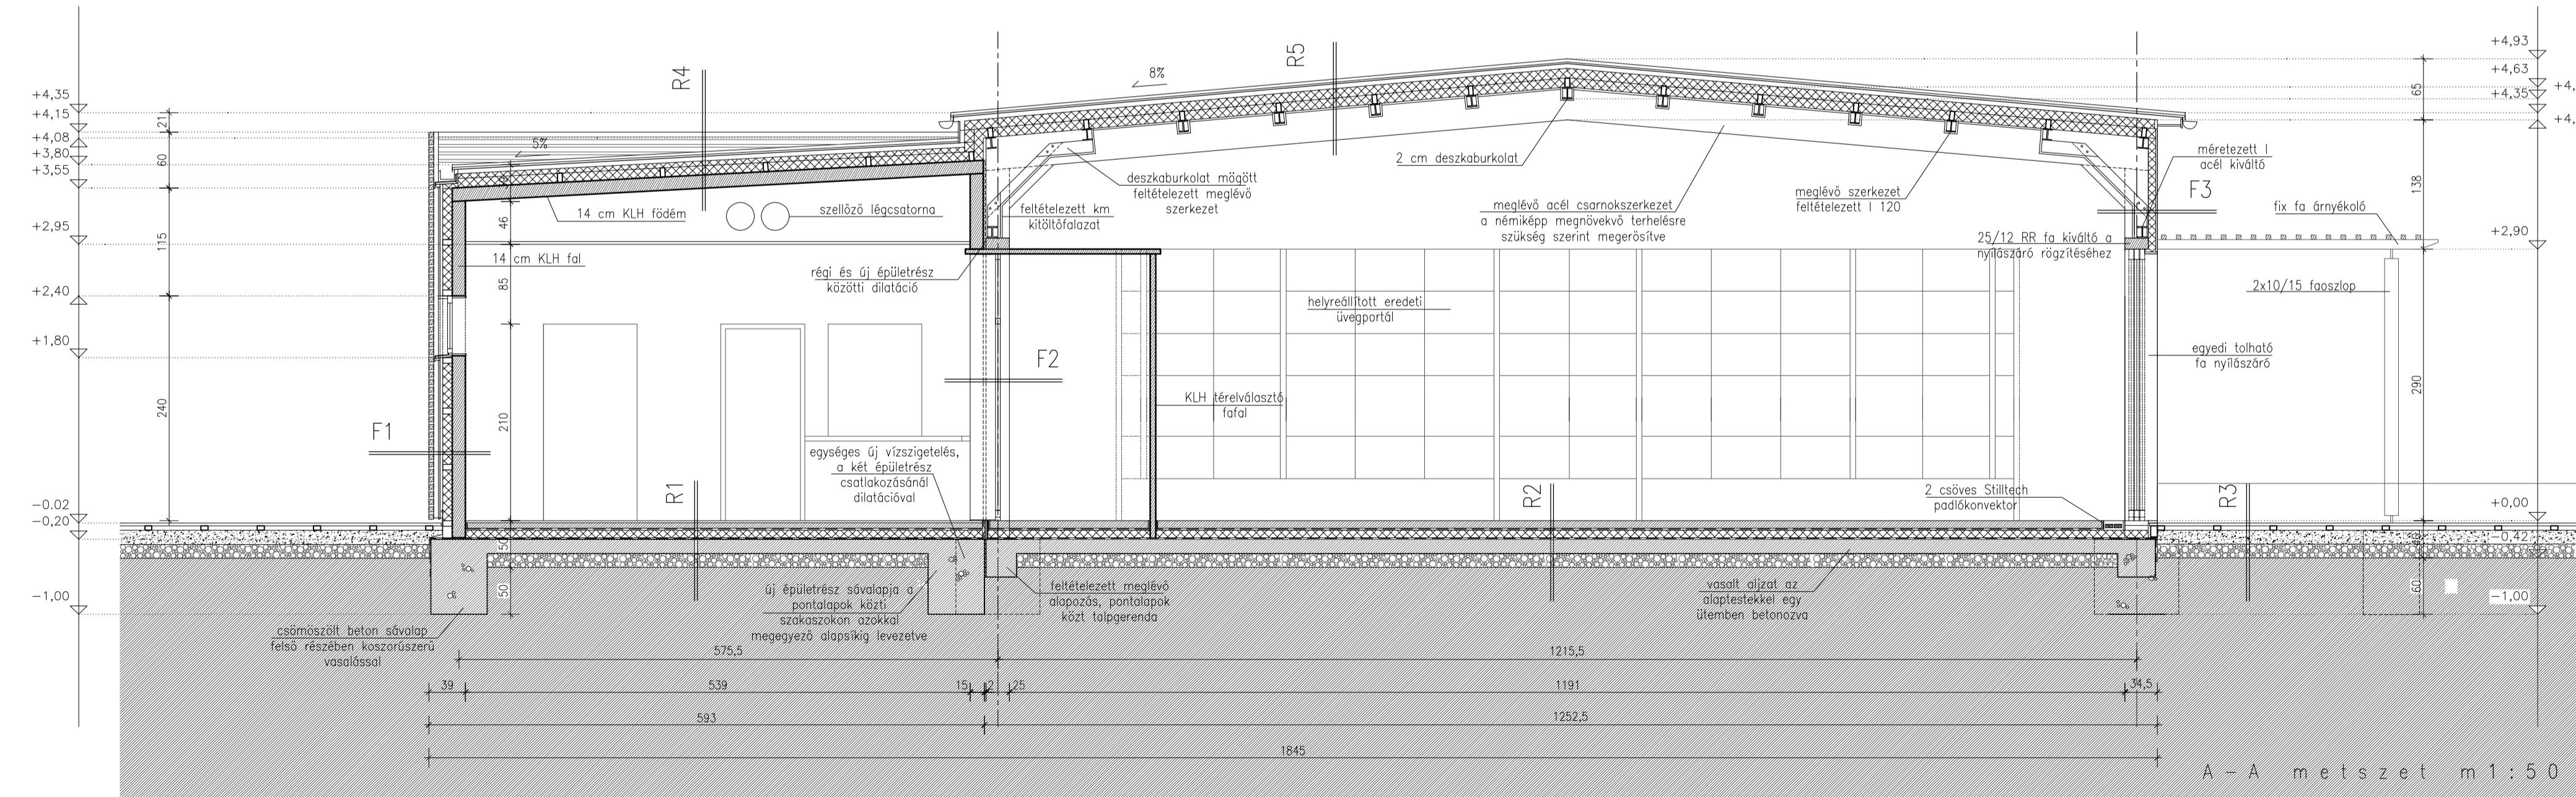 +4,35
+4,15
+4,08
+3,80
+3,55
+2,95
+2,40
+1,80
-0.02
-0,20
-1,00
21
60
115
240
F1
R4
5%
14 cm KLH födém
szellőző légcsatorna
14 cm KLH fal
46
85
210
50
50
R1
régi és új épületrész
közötti dilatáció
egységes új vízszigetelés,
a két épületrész
csatlakozásánál
dilatációval
csömöszölt beton sávalap
felső részében koszorúszerű
vasalással
új épületrész sávalapja a
pontalapok közti
szakaszokon azokkal
megegyező alapsíkig levezetve
feltételezett meglévő
alapozás, pontalapok
közt talpgerenda
8%
R5
deszkaburkolat mögött
feltételezett meglévő
szerkezet
feltételezett km
kitöltőfalazat
2 cm deszkaburkolat
meglévő acél csarnokszerkezet
a némiképp megnövekvő terhelésre
szükség szerint megerősítve
meglévő szerkezet
feltételezett I 120
méretezett I
acél kiváltó
F3
25/12 RR fa kiváltó a
nyílászáró rögzítéséhez
fix fa árnyékoló
2x10/15 faoszlop
helyreállított eredeti
üvegportál
F2
KLH térelválasztó
fafal
egyedi tolható
fa nyílászáró
2 csöves Stilltech
padlókonvektor
R2
R3
vasalt aljzat az
alaptestekkel egy
ütemben betonozva
+4,93
+4,63
+4,35
+2,90
+0,00
-0,42
-1,00
65
138
290
60
575,5
1215,5
39
539
15
2
25
1191
34,5
593
1252,5
1845
A-A metszet m1:50